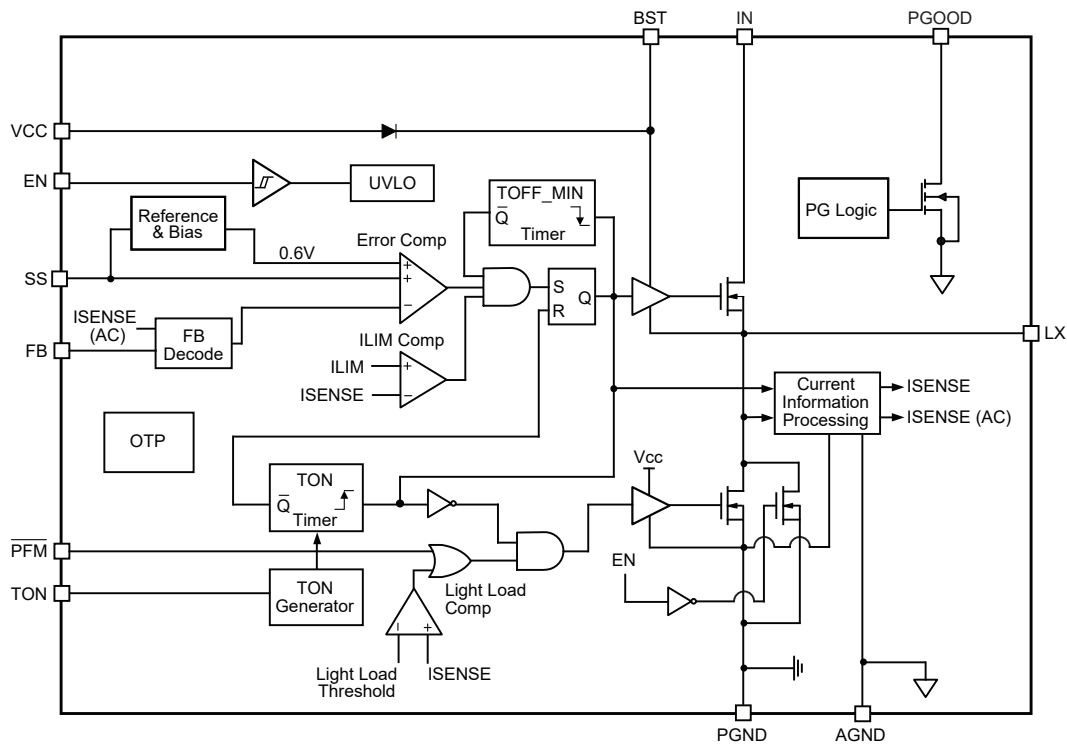 BST
IN
PGOOD
VCC
EN
UVLO
TOFF_MIN
Q̅
Timer
Reference
& Bias
PG Logic
Error Comp
0.6V
+
+
−
SS
S
R
Q
LX
ISENSE
(AC)
FB
FB
Decode
ILIM Comp
ILIM
+
ISENSE
−
Current
Information
Processing
ISENSE
ISENSE (AC)
OTP
TON
Q̅
Timer
Vcc
P̅F̅M̅
EN
TON
TON
Generator
Light Load
Comp
−
+
Light Load
Threshold
ISENSE
PGND
AGND